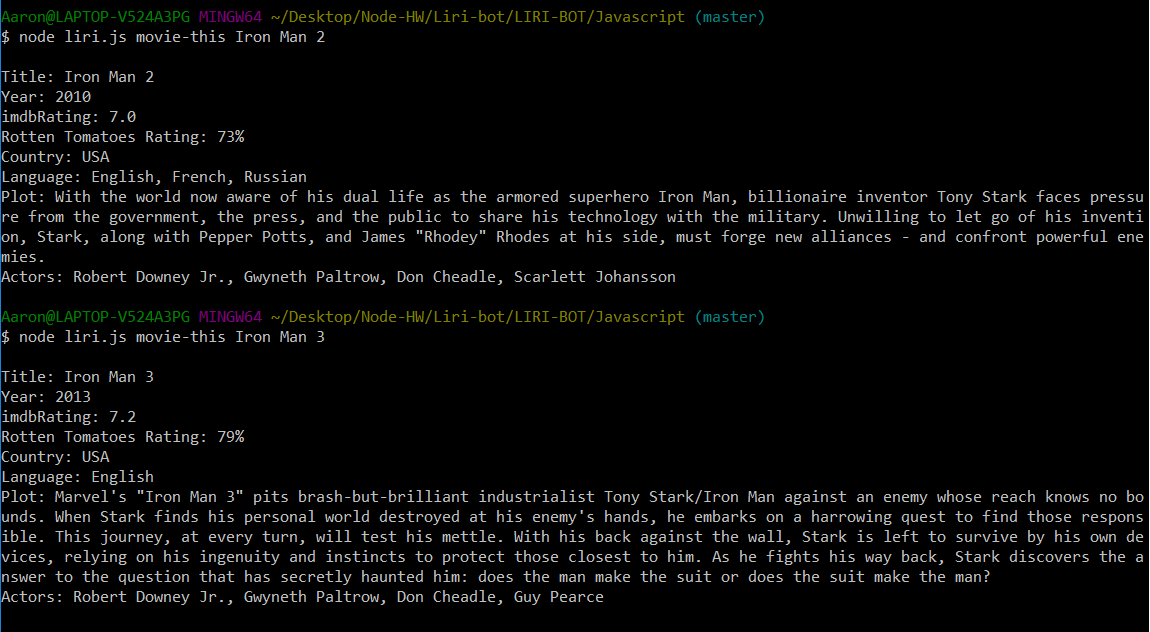 Aaron@LAPTOP-V524A3PG MINGW64 ~/Desktop/Node-HW/Liri-bot/LIRI-BOT/Javascript (master)
$ node liri.js movie-this Iron Man 2
Title: Iron Man 2
Year: 2010
imdbRating: 7.0
Rotten Tomatoes Rating: 73%
Country: USA
Language: English, French, Russian
Plot: With the world now aware of his dual life as the armored superhero Iron Man, billionaire inventor Tony Stark faces pressu
re from the government, the press, and the public to share his technology with the military. Unwilling to let go of his inventi
on, Stark, along with Pepper Potts, and James "Rhodey" Rhodes at his side, must forge new alliances - and confront powerful ene
mies.
Actors: Robert Downey Jr., Gwyneth Paltrow, Don Cheadle, Scarlett Johansson
Aaron@LAPTOP-V524A3PG MINGW64 ~/Desktop/Node-HW/Liri-bot/LIRI-BOT/Javascript (master)
$ node liri.js movie-this Iron Man 3
Title: Iron Man 3
Year: 2013
imdbRating: 7.2
Rotten Tomatoes Rating: 79%
Country: USA
Language: English
Plot: Marvel's "Iron Man 3" pits brash-but-brilliant industrialist Tony Stark/Iron Man against an enemy whose reach knows no bo
unds. When Stark finds his personal world destroyed at his enemy's hands, he embarks on a harrowing quest to find those respons
ible. This journey, at every turn, will test his mettle. With his back against the wall, Stark is left to survive by his own de
vices, relying on his ingenuity and instincts to protect those closest to him. As he fights his way back, Stark discovers the a
nswer to the question that has secretly haunted him: does the man make the suit or does the suit make the man?
Actors: Robert Downey Jr., Gwyneth Paltrow, Don Cheadle, Guy Pearce